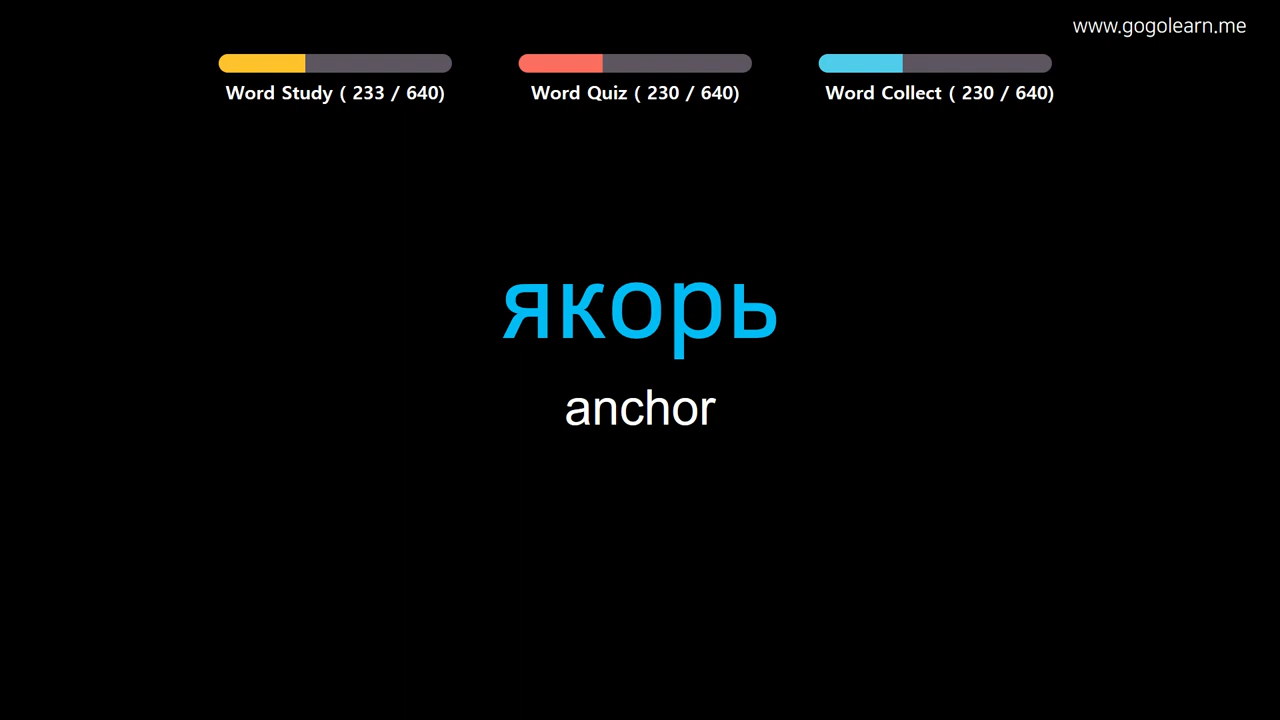 www.gogolearn.me
Word Study ( 233 / 640)
Word Quiz ( 230 / 640)
Word Collect ( 230 / 640)
якорь
anchor